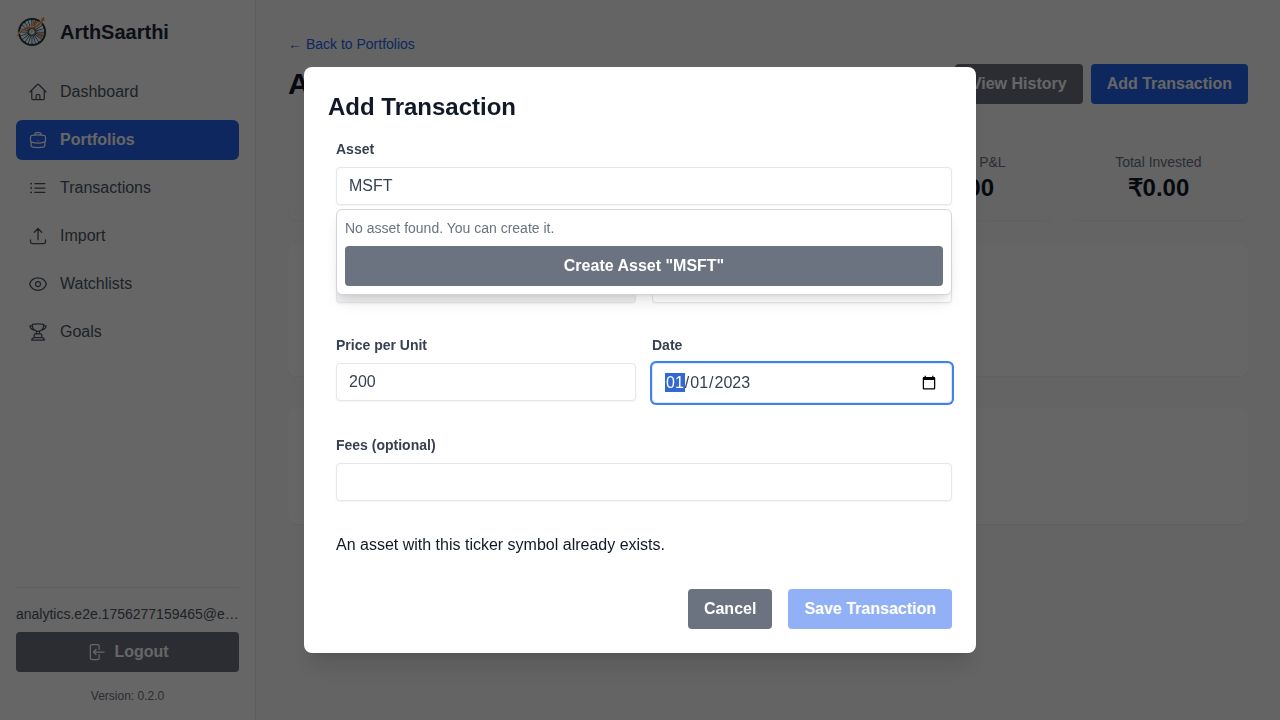 ArthSaarthi
Dashboard
Portfolios
Transactions
Import
Watchlists
Goals
analytics.e2e.1756277159465@e...
Logout
Version: 0.2.0
← Back to Portfolios
A
View History
Add Transaction
P&L
00
Total Invested
₹0.00
Add Transaction
Asset
MSFT
No asset found. You can create it.
Create Asset "MSFT"
Price per Unit
200
Date
01/01/2023
Fees (optional)
An asset with this ticker symbol already exists.
Cancel
Save Transaction